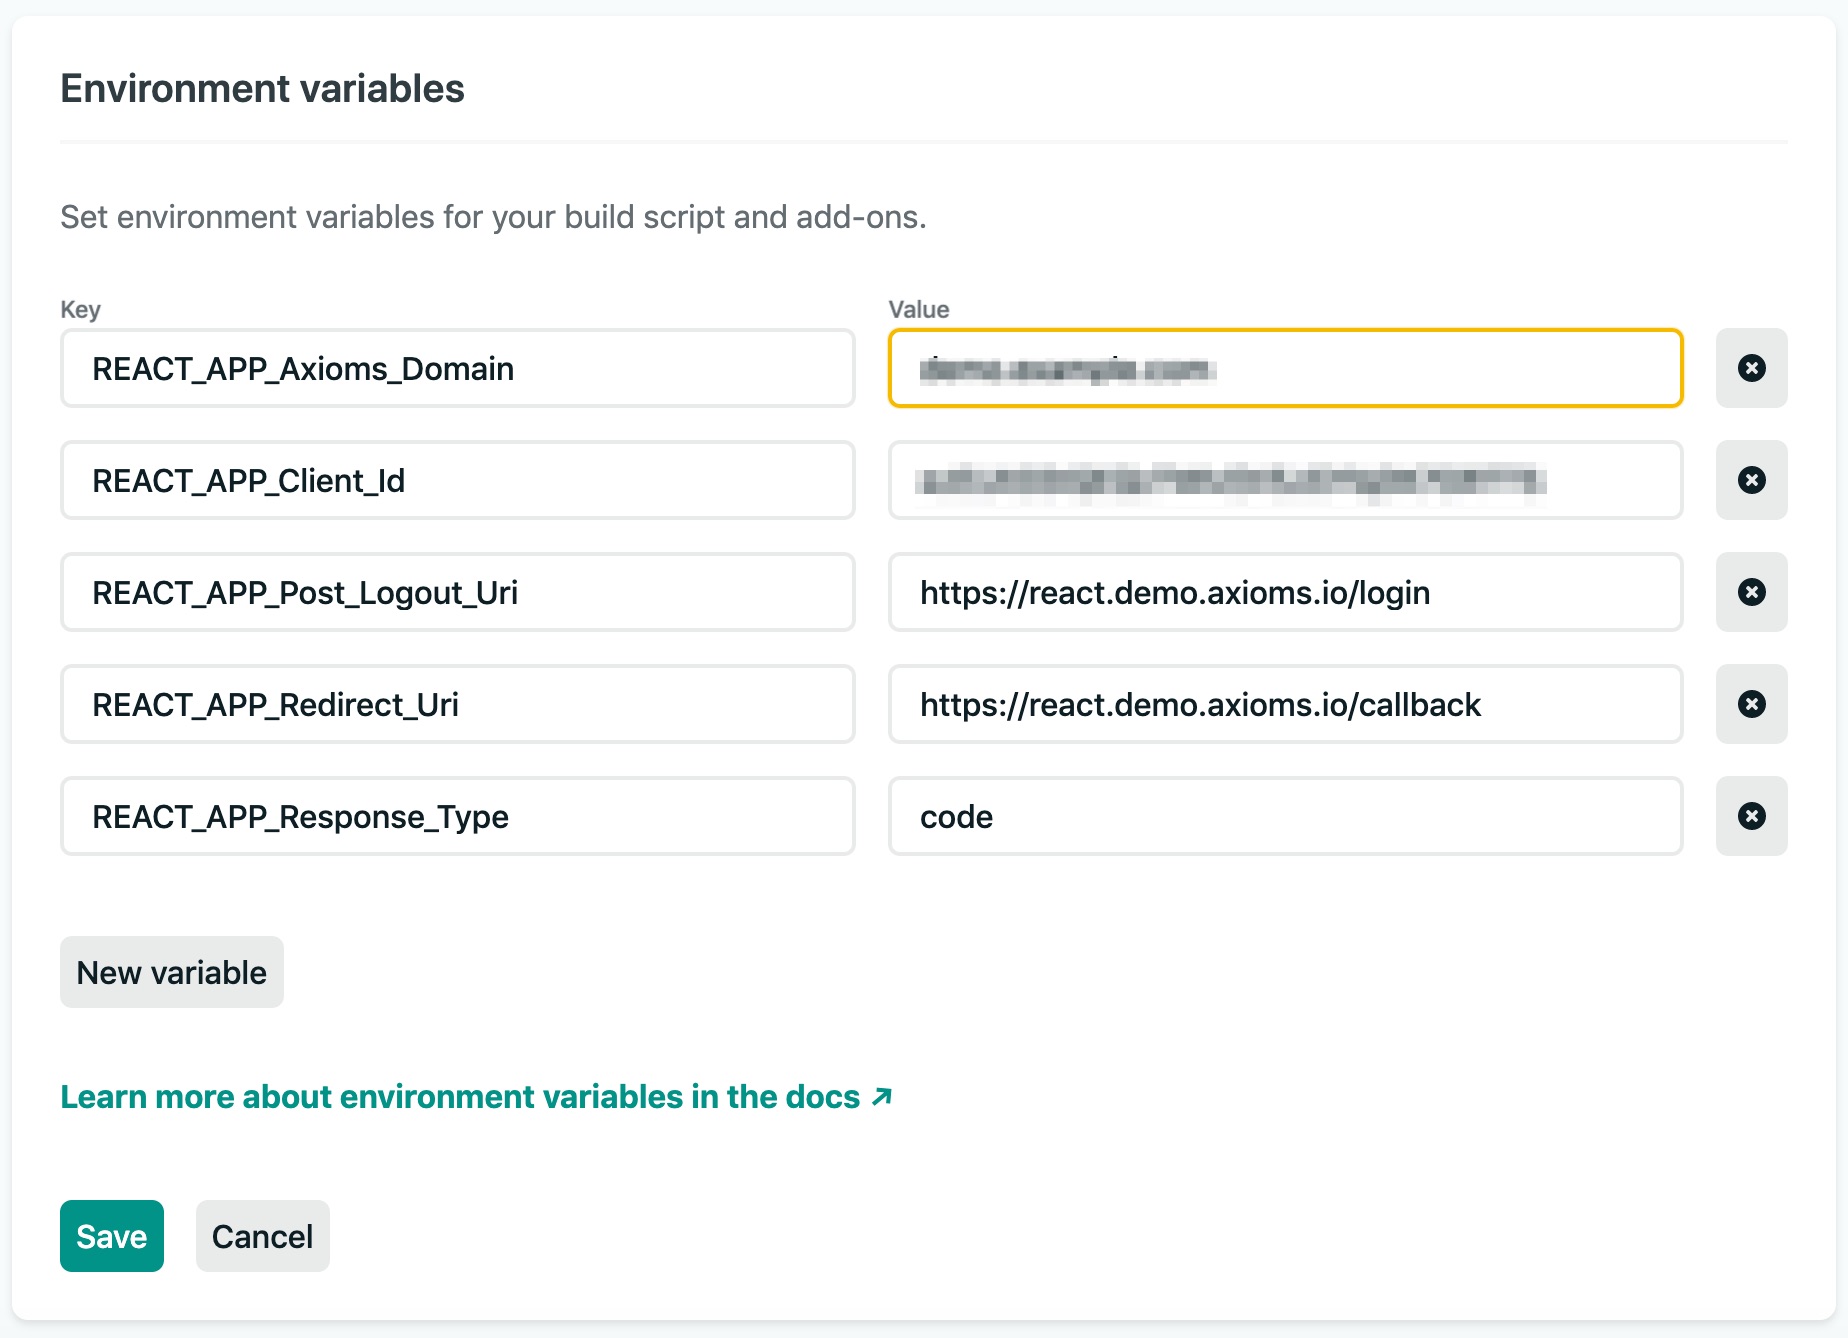 Environment variables
Set environment variables for your build script and add-ons.
Key Value
REACT_APP_Axioms_Domain
REACT_APP_Client_Id
REACT_APP_Post_Logout_Uri https://react.demo.axioms.io/login
REACT_APP_Redirect_Uri https://react.demo.axioms.io/callback
REACT_APP_Response_Type code
New variable
Learn more about environment variables in the docs ↗
Save Cancel